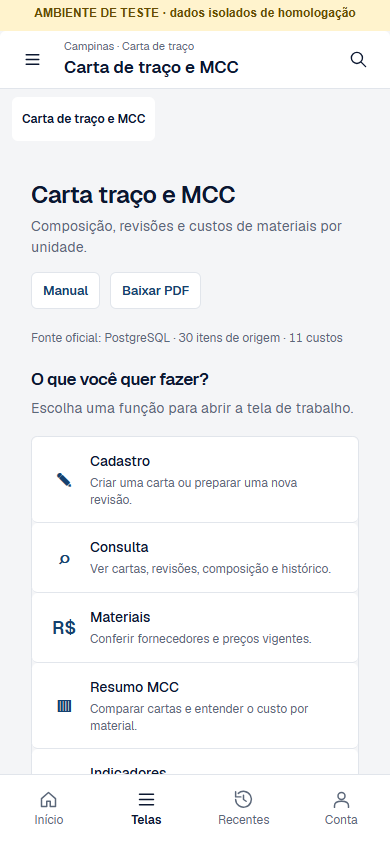 AMBIENTE DE TESTE · dados isolados de homologação
Campinas · Carta de traço
Carta de traço e MCC
Carta de traço e MCC
Carta traço e MCC
Composição, revisões e custos de materiais por
unidade.
Manual
Baixar PDF
Fonte oficial: PostgreSQL · 30 itens de origem · 11 custos
O que você quer fazer?
Escolha uma função para abrir a tela de trabalho.
Cadastro
Criar uma carta ou preparar uma nova
revisão.
Consulta
Ver cartas, revisões, composição e histórico.
R$
Materiais
Conferir fornecedores e preços vigentes.
Resumo MCC
Comparar cartas e entender o custo por
material.
Indicadores
Início
Telas
Recentes
Conta